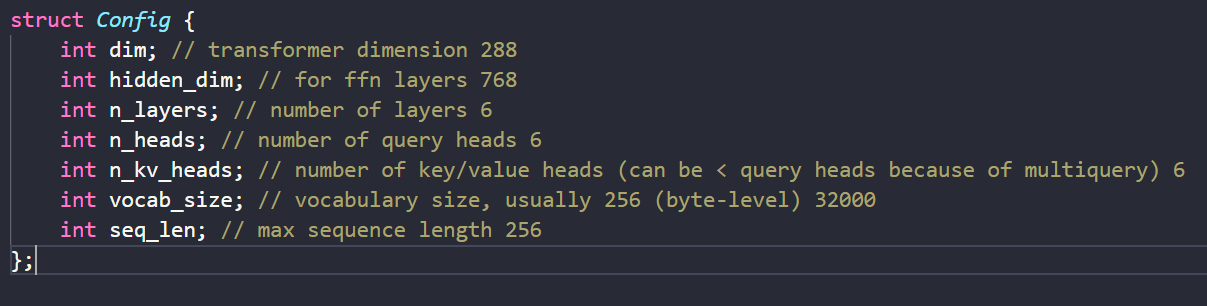 struct Config {
    int dim; // transformer dimension 288
    int hidden_dim; // for ffn layers 768
    int n_layers; // number of layers 6
    int n_heads; // number of query heads 6
    int n_kv_heads; // number of key/value heads (can be < query heads because of multiquery) 6
    int vocab_size; // vocabulary size, usually 256 (byte-level) 32000
    int seq_len; // max sequence length 256
};